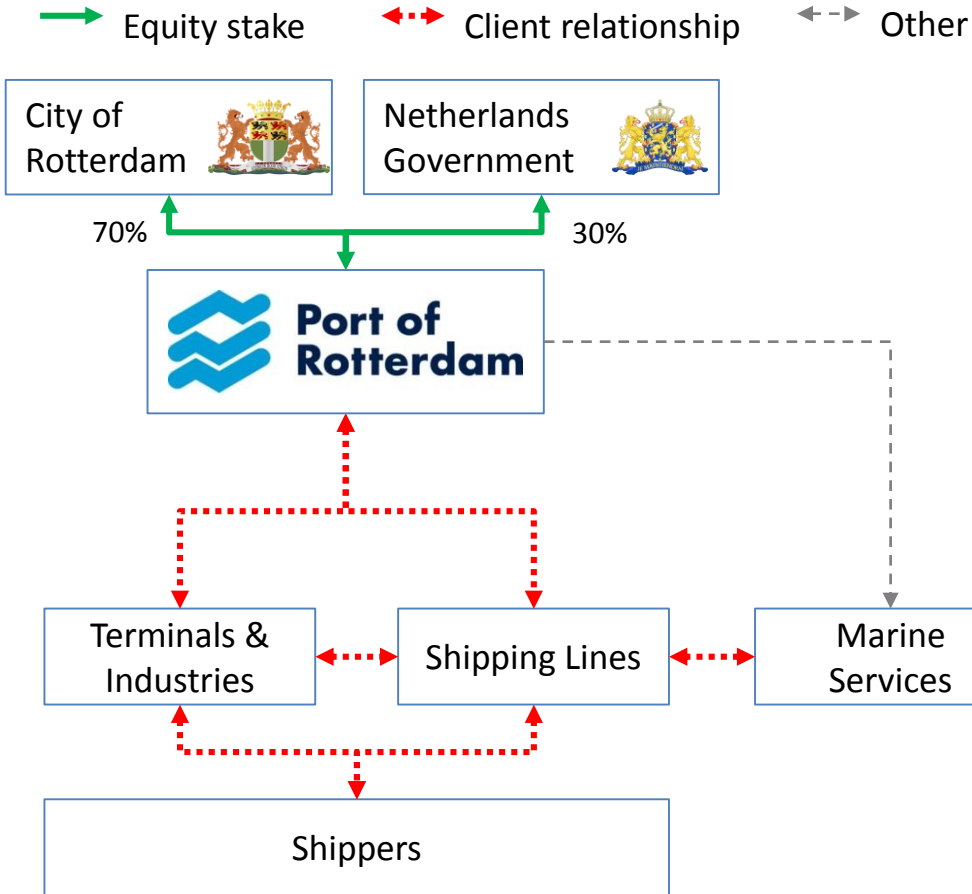 Equity stake
Client relationship
Other
City of
Rotterdam
Netherlands
Government
70%
30%
Port of
Rotterdam
Terminals &
Industries
Shipping Lines
Marine
Services
Shippers